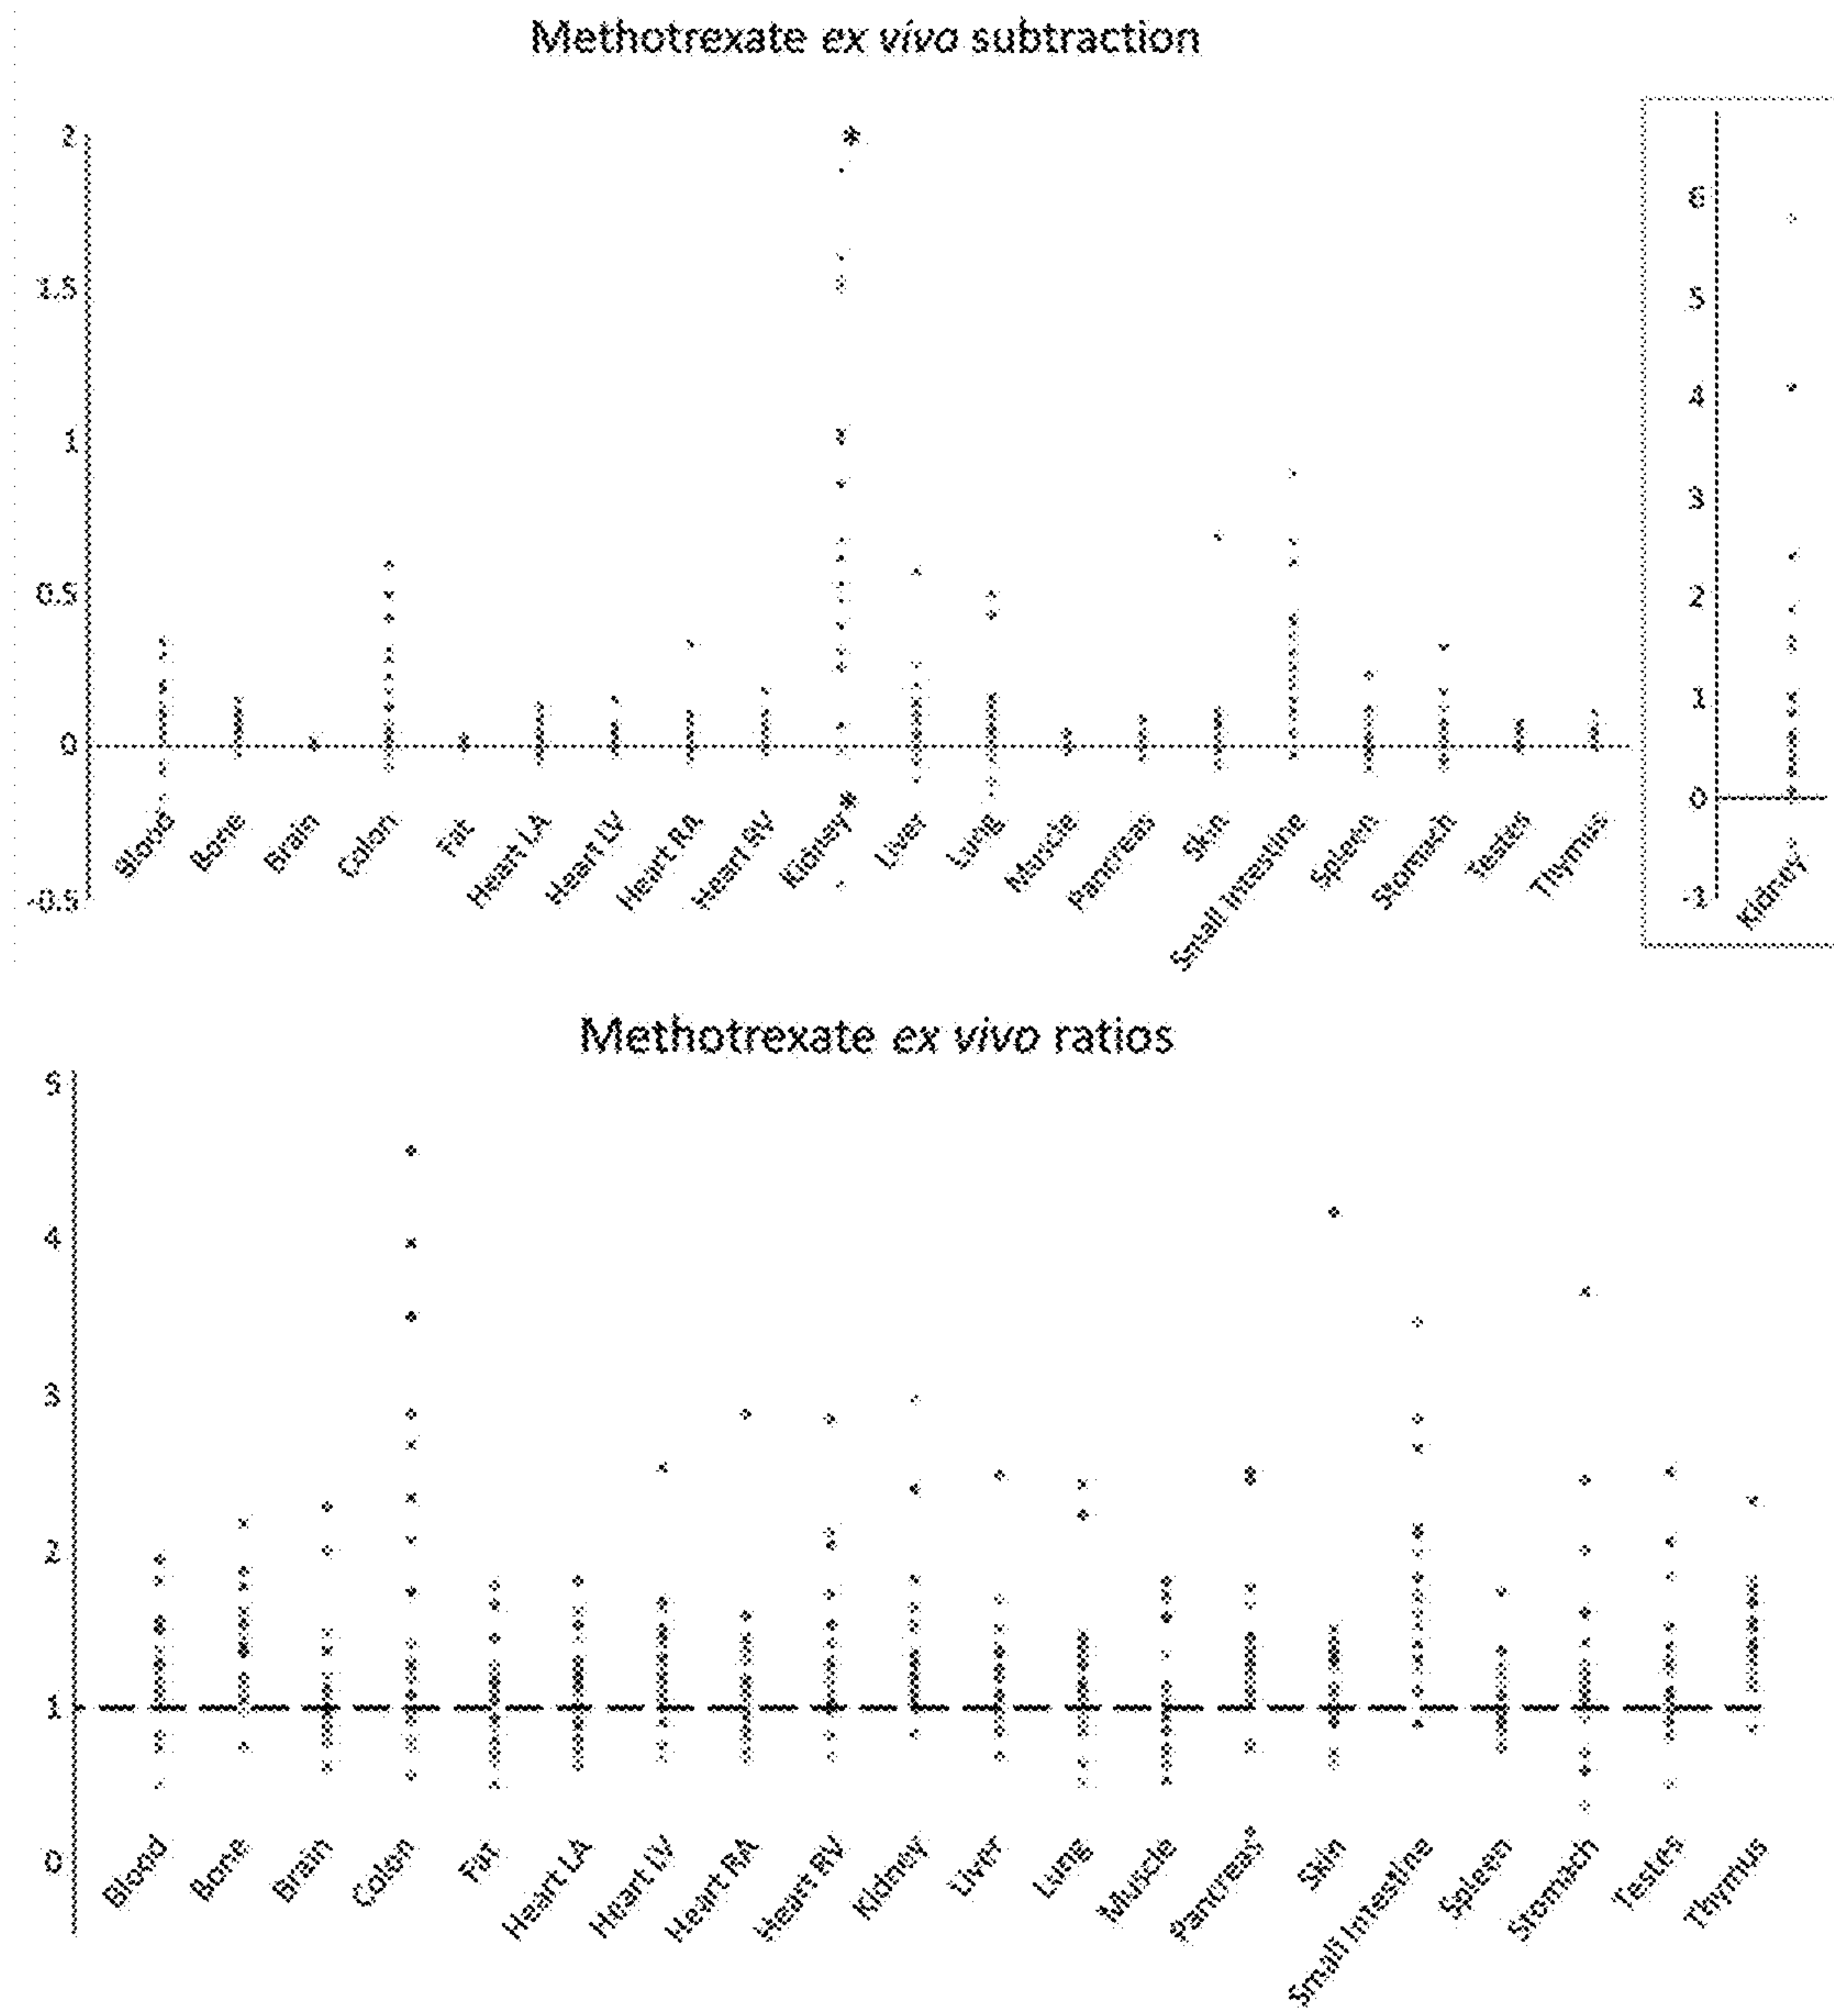 Methotrexate ex vivo subtraction
2
1.5
1
0.5
0
-0.5
*
Blood
Bone
Brain
Colon
Fat
Heart LA
Heart LV
Heart RA
Heart RV
Kidney*
Liver
Lung
Muscle
Pancreas
Skin
Small Intestine
Spleen
Stomach
Testes
Thymus
6
5
4
3
2
1
0
-1
Kidney
Methotrexate ex vivo ratios
5
4
3
2
1
0
Blood
Bone
Brain
Colon
Fat
Heart LA
Heart LV
Heart RA
Heart RV
Kidney
Liver
Lung
Muscle
Pancreas
Skin
Small Intestine
Spleen
Stomach
Testes
Thymus